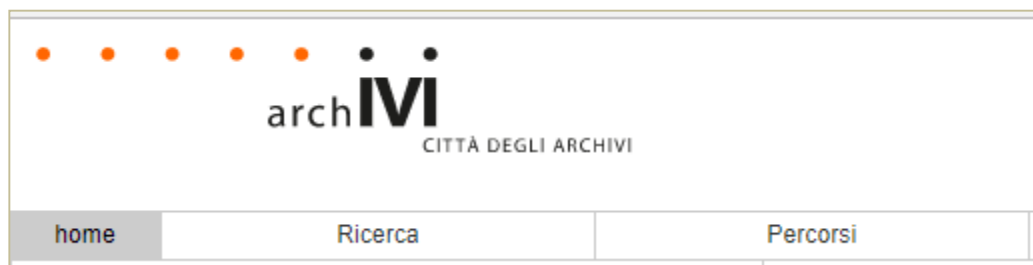 archIVI
CITTÀ DEGLI ARCHIVI
home Ricerca Percorsi